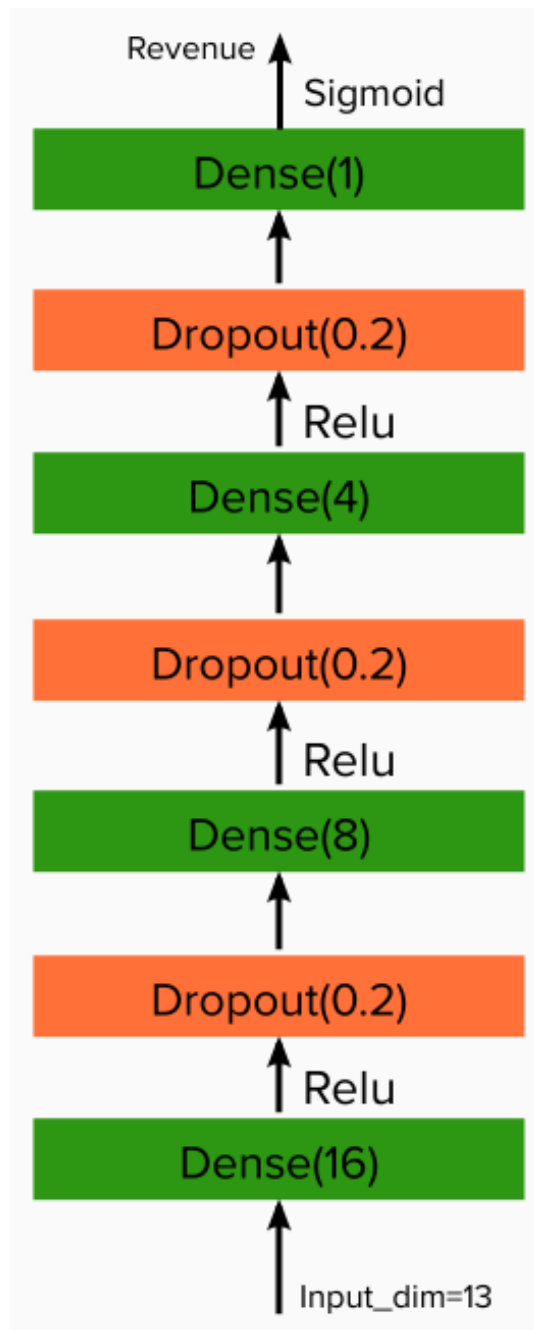 Revenue
Sigmoid
Dense(1)
Dropout(0.2)
Relu
Dense(4)
Dropout(0.2)
Relu
Dense(8)
Dropout(0.2)
Relu
Dense(16)
Input_dim=13